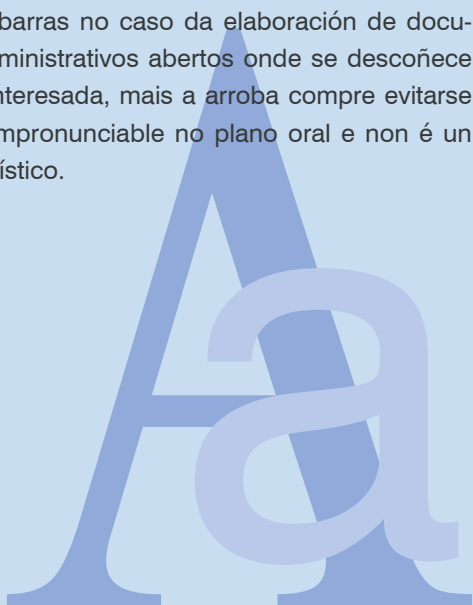 barras no caso da elaboración de docu-
ministrativos abertos onde se descoñece
nteresada, mais a arroba compre evitarse
mpronunciable no plano oral e non é un
ístico.
A
a